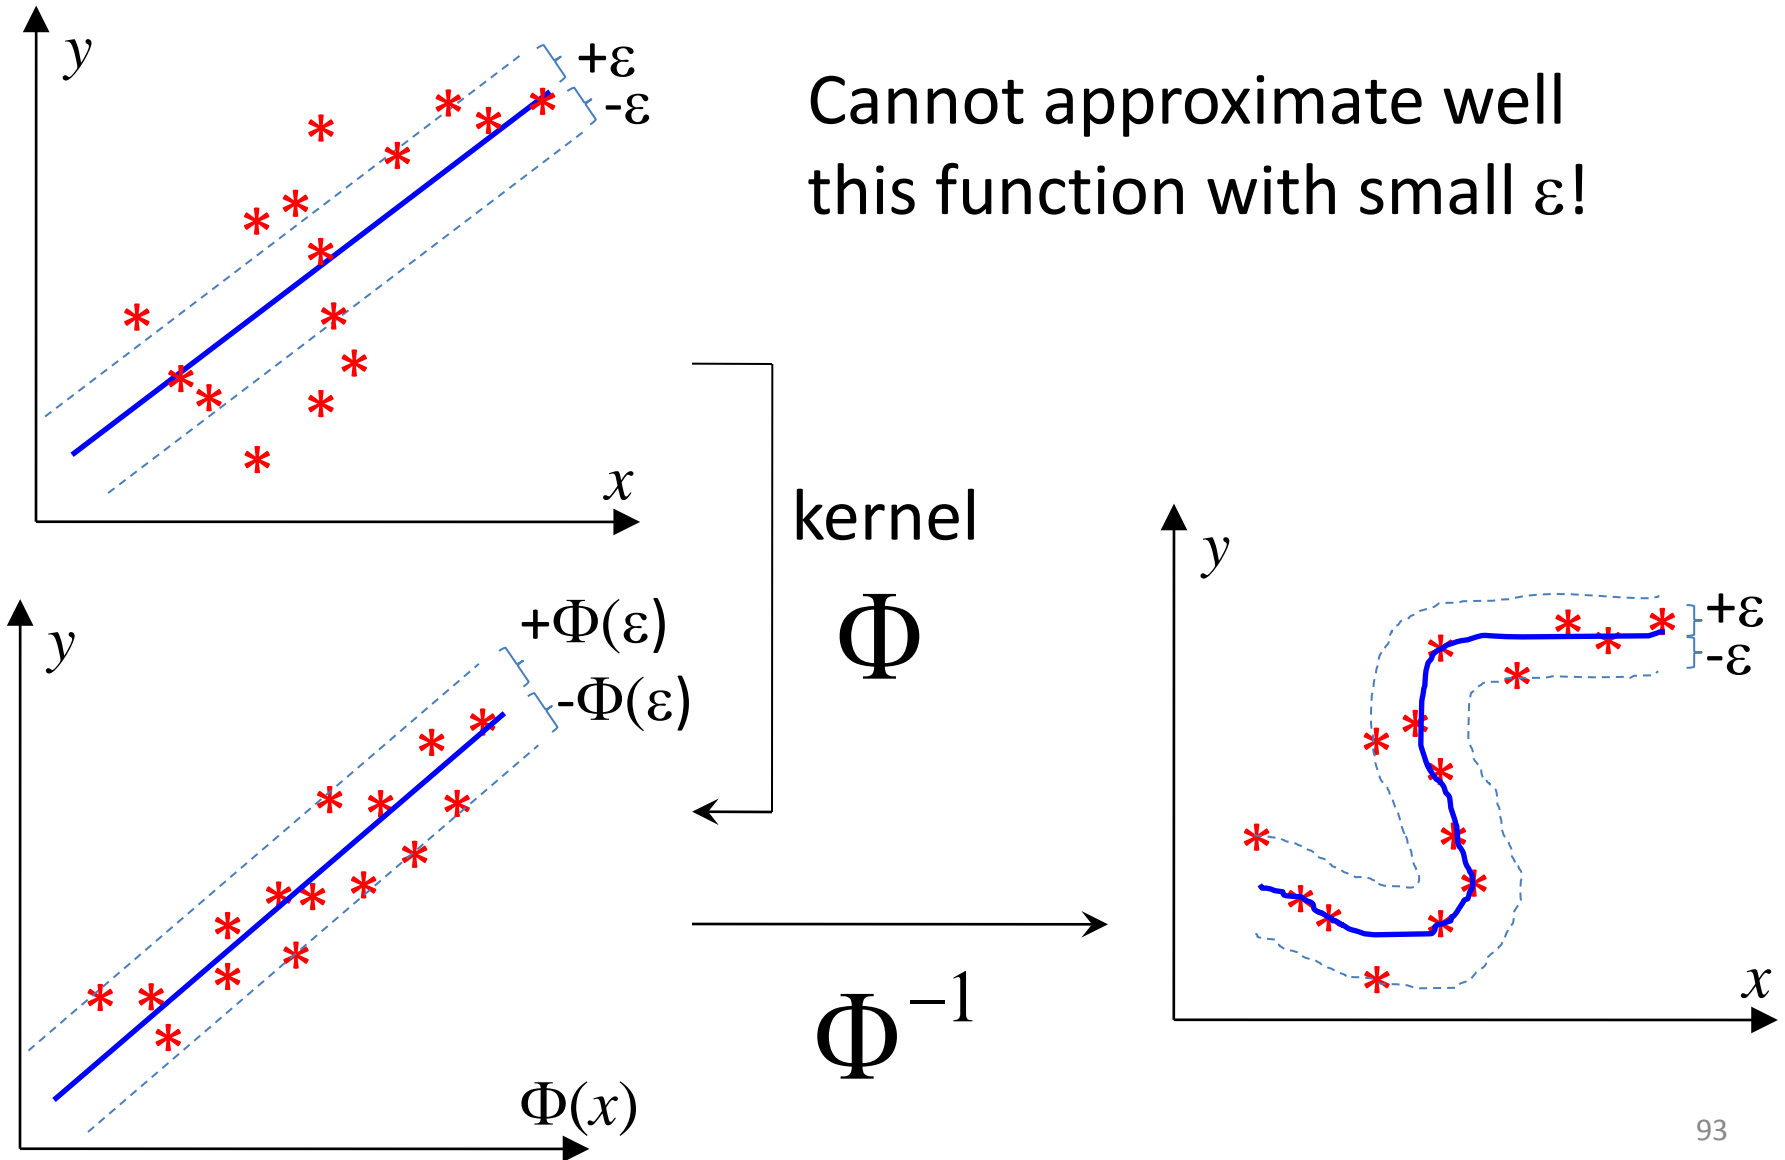 y
+ε
-ε
Cannot approximate well
this function with small ε!
x
kernel
Φ
y
+Φ(ε)
-Φ(ε)
Φ(x)
Φ⁻¹
y
+ε
-ε
x
93